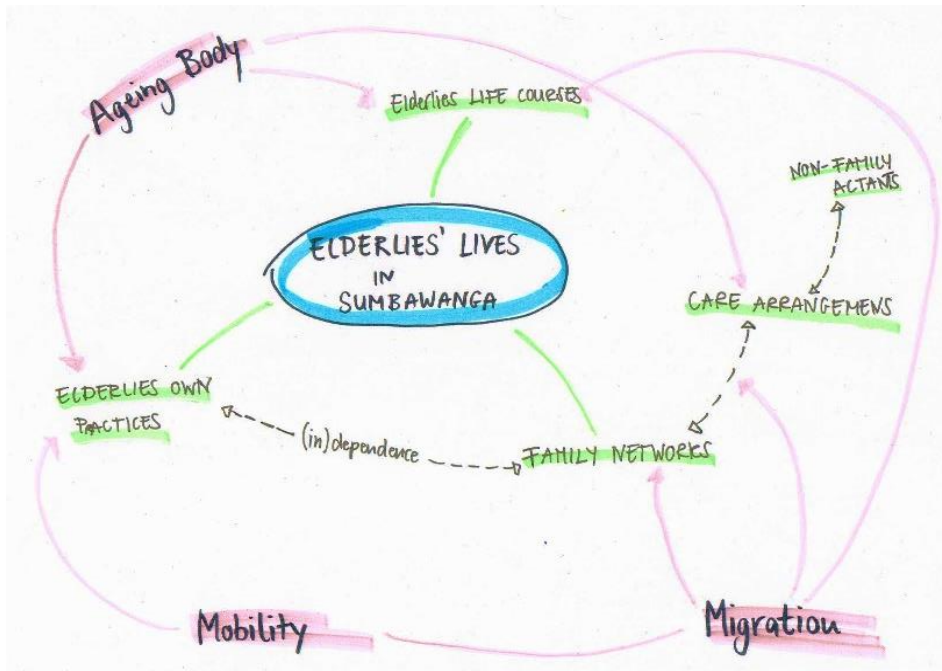 Ageing Body
Elderlies LIFE COURSES
NON-FAMILY
ACTANTS
ELDERLIES' LIVES
IN
SUMBAWANGA
CARE ARRANGEMENS
ELDERLIES OWN
PRACTICES
(in)dependence
FAMILY NETWORKS
Mobility
Migration